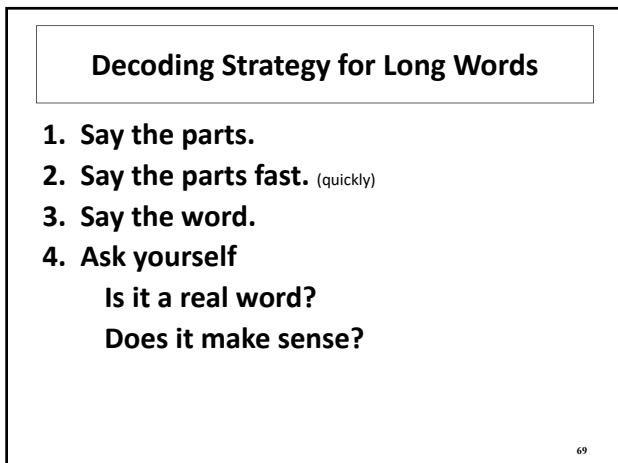 Decoding Strategy for Long Words
1. Say the parts.
2. Say the parts fast. (quickly)
3. Say the word.
4. Ask yourself
Is it a real word?
Does it make sense?
69